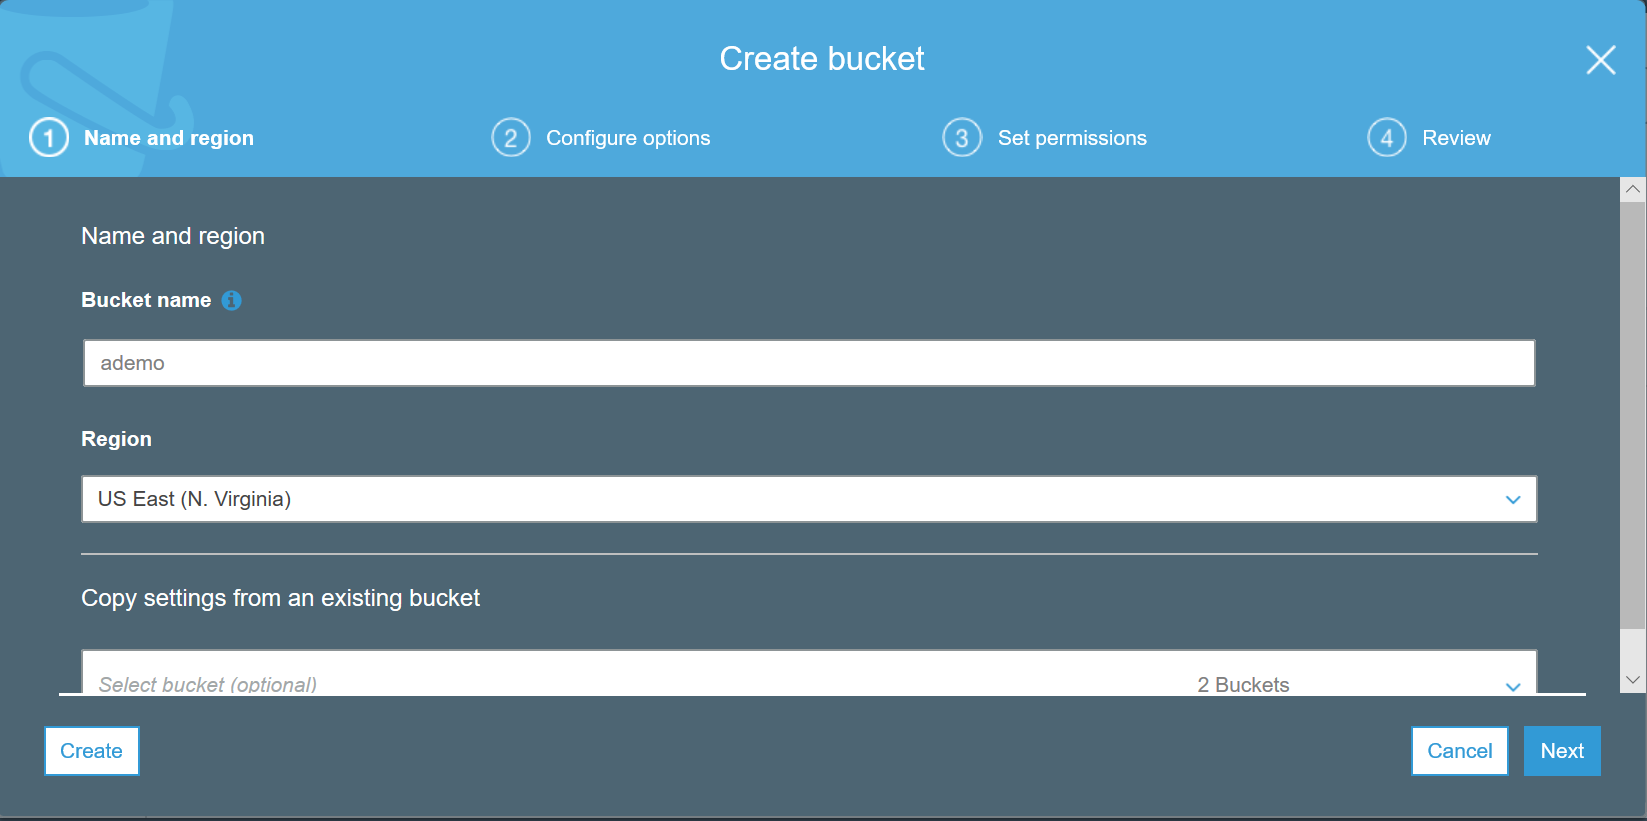 Create bucket
1 Name and region
2 Configure options
3 Set permissions
4 Review
Name and region
Bucket name
ademo
Region
US East (N. Virginia)
Copy settings from an existing bucket
Select bucket (optional) 2 Buckets
Create Cancel Next